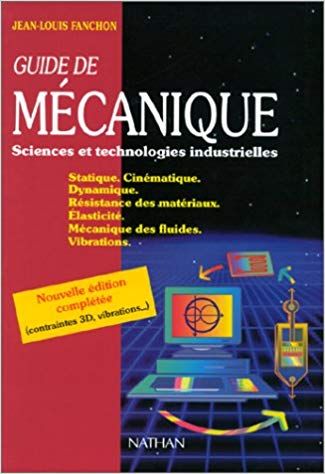 JEAN-LOUIS FANCHON
GUIDE DE
MÉCANIQUE
Sciences et technologies industrielles
Statique. Cinématique.
Dynamique.
Résistance des matériaux.
Élasticité.
Mécanique des fluides.
Vibrations.
Nouvelle édition
complétée
(contraintes 3D, vibrations...)
NATHAN